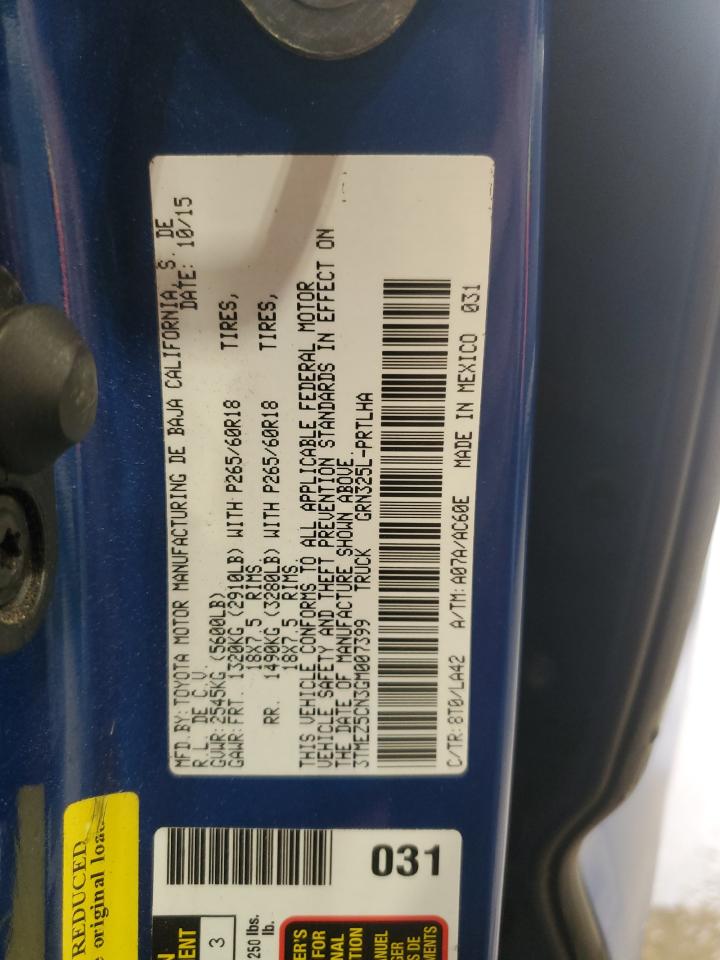 MFD.BY:TOYOTA MOTOR MANUFACTURING DE BAJA CALIFORNIA, S. DE
R.L. DE C.V. DATE: 10/15
GVWR:2545KG (5600LB)
GAWR:FRT. 1320KG (2910LB) WITH P265/60R18 TIRES,
18X7.5 RIMS.
RR. 1490KG (3280LB) WITH P265/60R18 TIRES,
18X7.5 RIMS.
THIS VEHICLE CONFORMS TO ALL APPLICABLE FEDERAL MOTOR
VEHICLE SAFETY AND THEFT PREVENTION STANDARDS IN EFFECT ON
THE DATE OF MANUFACTURE SHOWN ABOVE.
3TMEZ5CN3GM007399 TRUCK GRN325L-PRTLHA
C/TR:8T0/LA42 A/TM:A07A/AC60E MADE IN MEXICO 031
REDUCED
original
031
3
250 lbs.
lb.
FOR